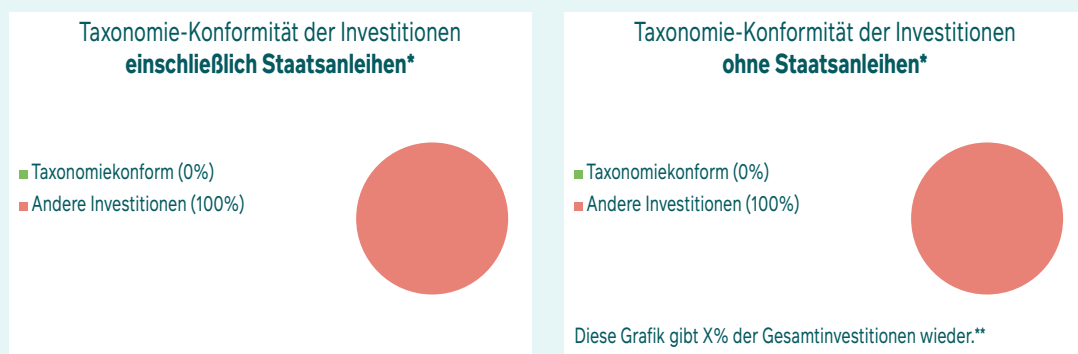 Taxonomie-Konformität der Investitionen
einschließlich Staatsanleihen*
Taxonomiekonform (0%)
Andere Investitionen (100%)
Taxonomie-Konformität der Investitionen
ohne Staatsanleihen*
Taxonomiekonform (0%)
Andere Investitionen (100%)
Diese Grafik gibt X% der Gesamtinvestitionen wieder.**